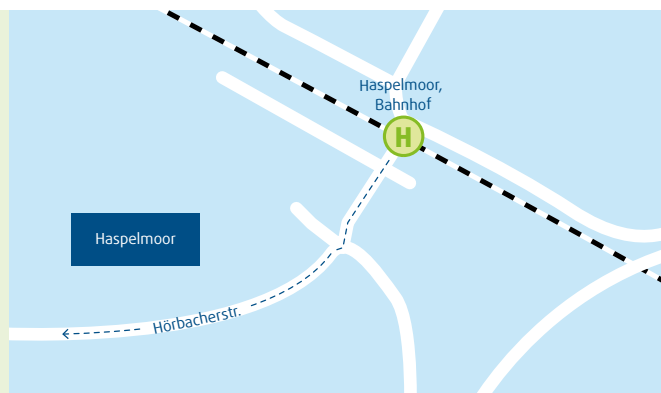 Haspelmoor,
Bahnhof
H
Haspelmoor
Hörbacherstr.